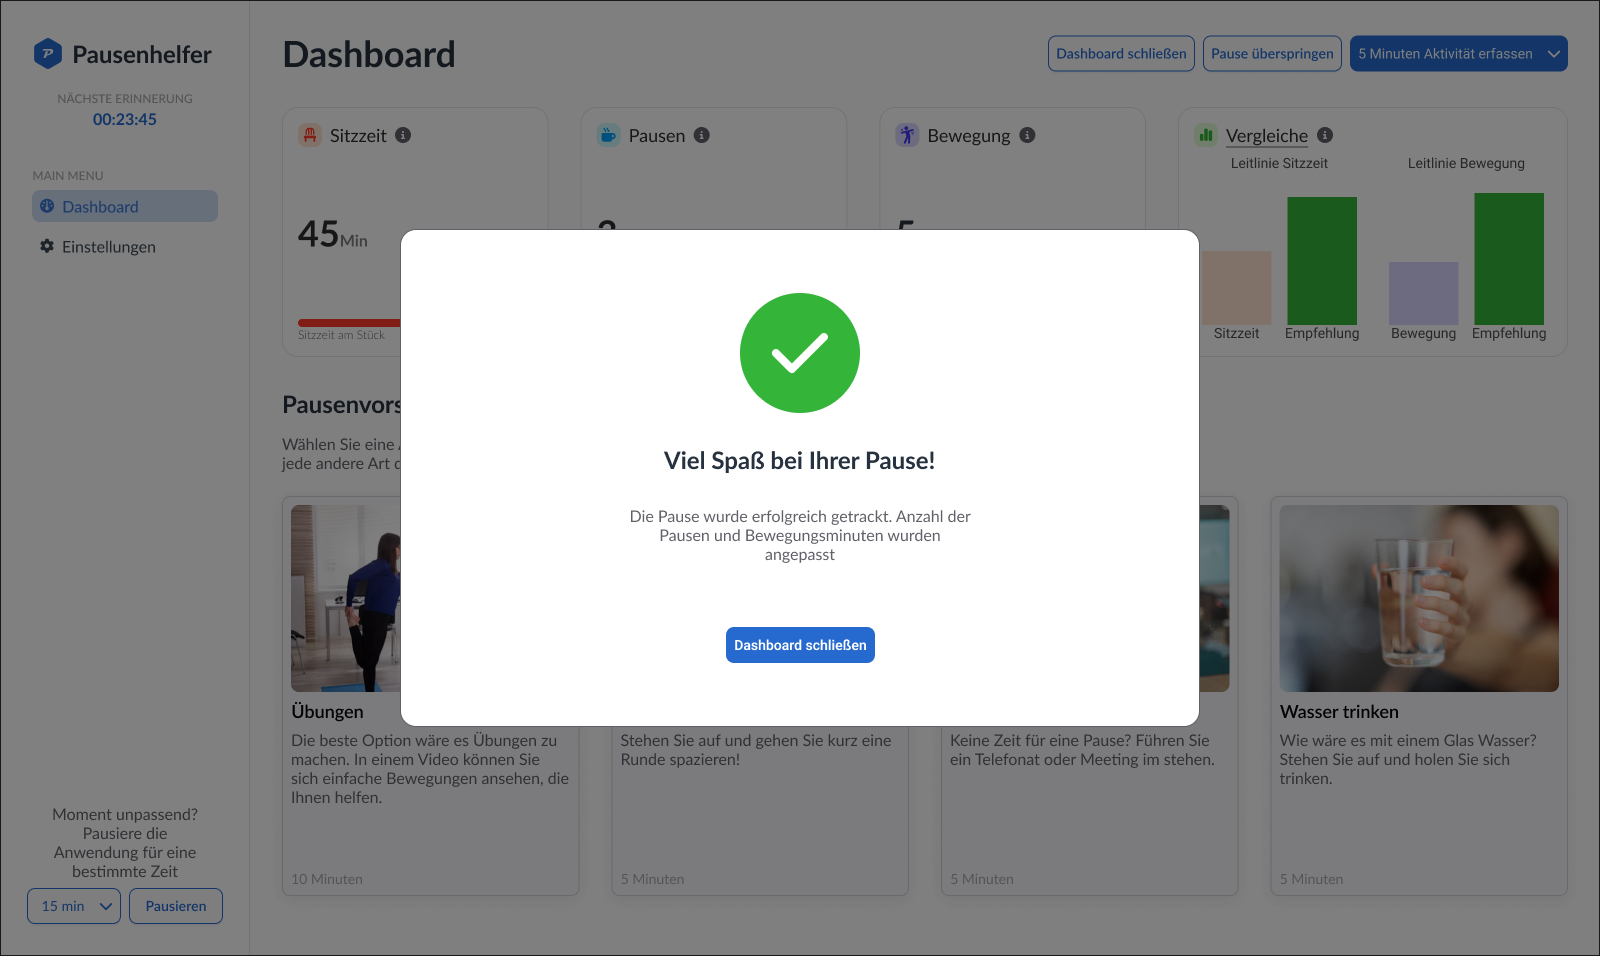 Pausenhelfer
NÄCHSTE ERINNERUNG
00:23:45
MAIN MENU
Dashboard
Einstellungen
Moment unpassend?
Pausiere die
Anwendung für eine
bestimmte Zeit
15 min
Pausieren
Dashboard
Dashboard schließen
Pause überspringen
5 Minuten Aktivität erfassen
Sitzzeit
45Min
Sitzzeit am Stück
Pausen
Bewegung
Vergleiche
Leitlinie Sitzzeit
Leitlinie Bewegung
Sitzzeit
Empfehlung
Bewegung
Empfehlung
Wählen Sie eine
jede andere Art
Viel Spaß bei Ihrer Pause!
Die Pause wurde erfolgreich getrackt. Anzahl der
Pausen und Bewegungsminuten wurden
angepasst
Dashboard schließen
Übungen
Die beste Option wäre es Übungen zu
machen. In einem Video können Sie
sich einfache Bewegungen ansehen, die
Ihnen helfen.
10 Minuten
Stehen Sie auf und gehen Sie kurz eine
Runde spazieren!
5 Minuten
Keine Zeit für eine Pause? Führen Sie
ein Telefonat oder Meeting im stehen.
5 Minuten
Wasser trinken
Wie wäre es mit einem Glas Wasser?
Stehen Sie auf und holen Sie sich
trinken.
5 Minuten